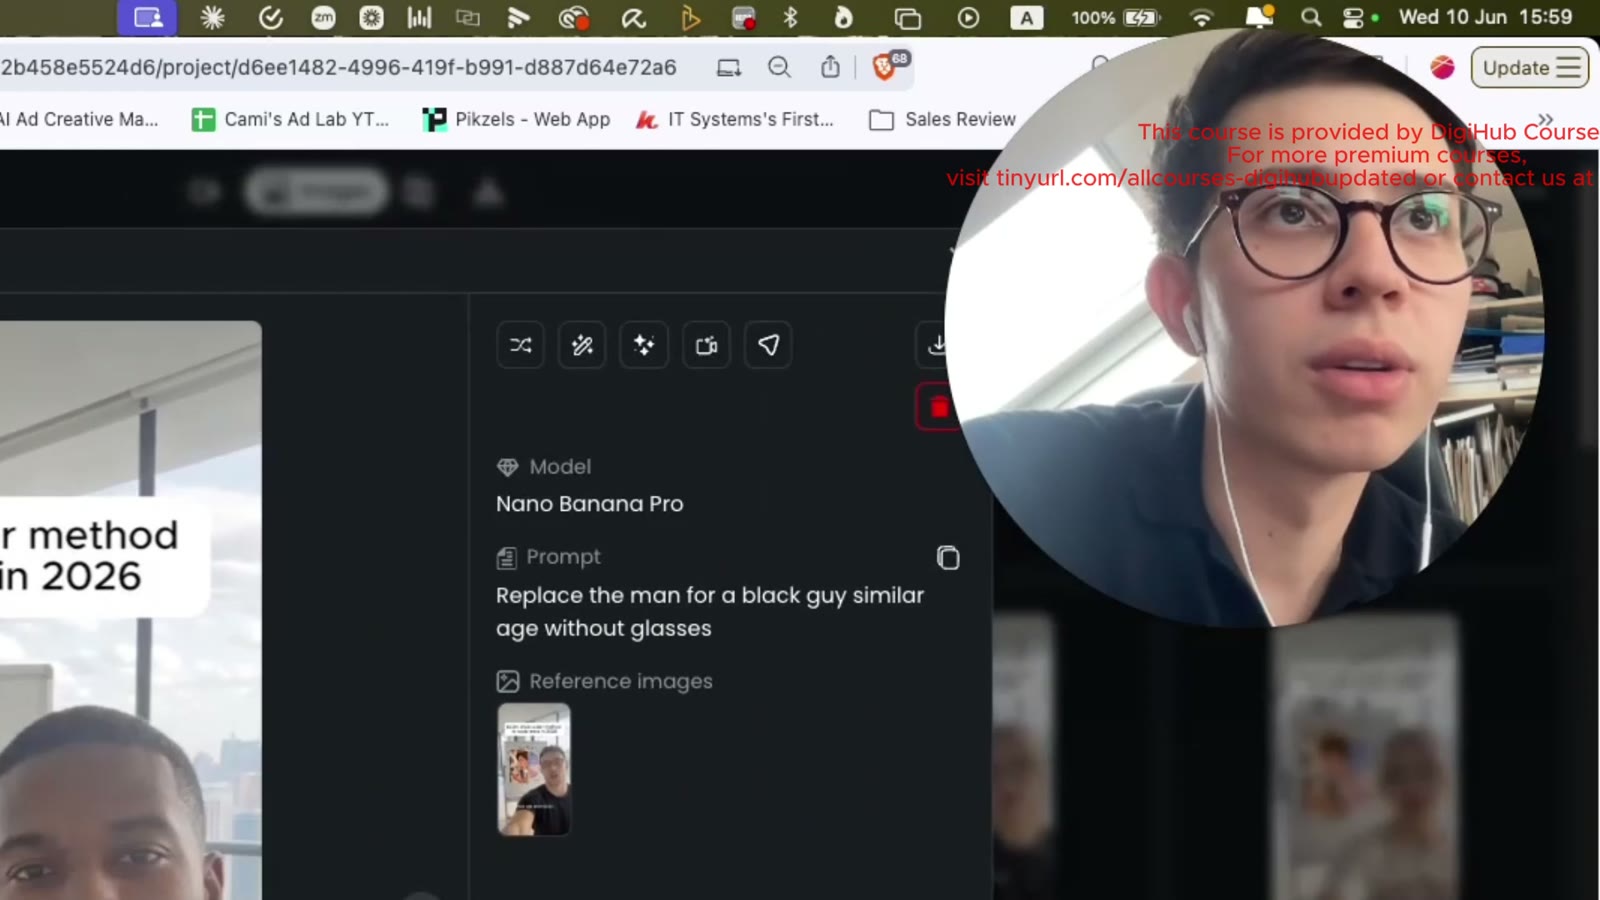 zm
A
100%
Wed 10 Jun 15:59
2b458e5524d6/project/d6ee1482-4996-419f-b991-d887d64e72a6
68
Update
AI Ad Creative Ma...
Cami's Ad Lab YT...
Pikzels - Web App
IT Systems's First...
Sales Review
»
This course is provided by DigiHub Course
For more premium courses,
visit tinyurl.com/allcourses-digihubupdated or contact us at
r method
in 2026
Model
Nano Banana Pro
Prompt
Replace the man for a black guy similar
age without glasses
Reference images